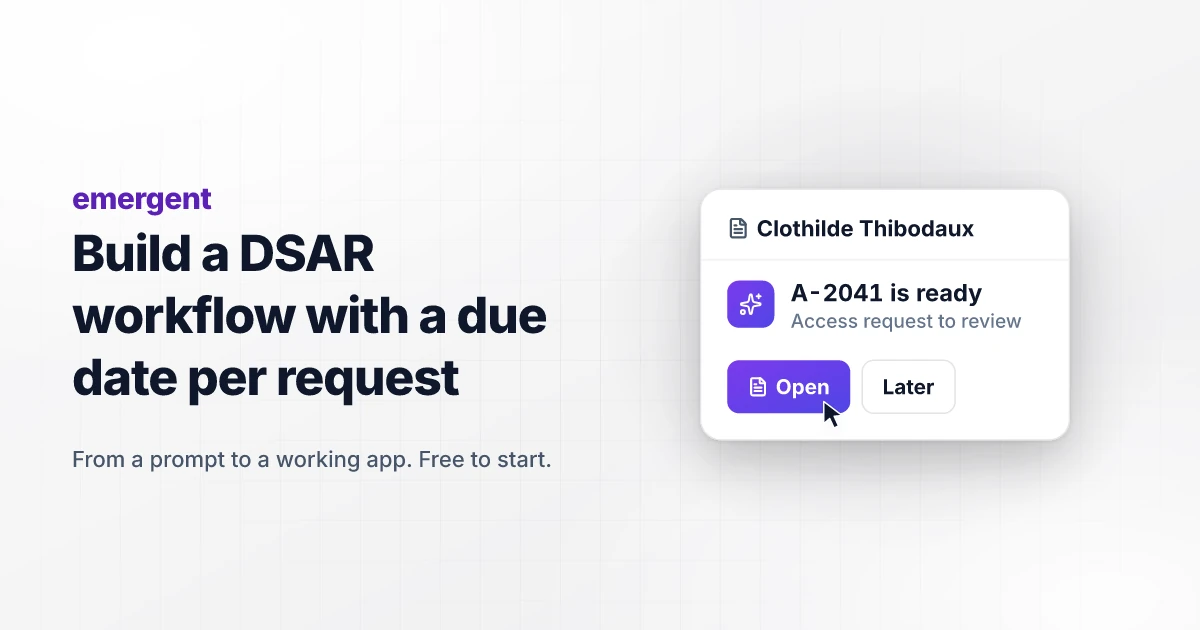 emergent
Build a DSAR
workflow with a due
date per request
From a prompt to a working app. Free to start.
Clothilde Thibodaux
A-2041 is ready
Access request to review
Open
Later